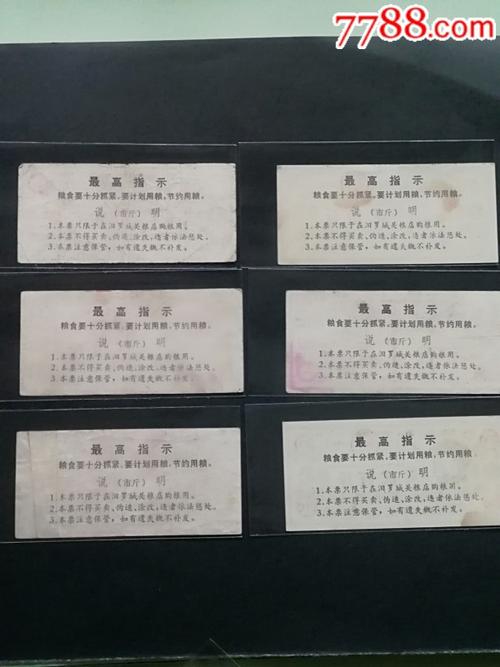 7788.com
最高指示
粮食要十分抓紧,要计划用粮,节约用粮。
说(市斤)明
1.本票只限于在汨罗城关粮店购粮用。
2.本票不得买卖、伪造、涂改,违者依法惩处。
3.本票注意保管,如有遗失概不补发。
最高指示
粮食要十分抓紧,要计划用粮,节约用粮。
说(市斤)明
1.本票只限于在汨罗城关粮店购粮用。
2.本票不得买卖、伪造、涂改,违者依法惩处。
3.本票注意保管,如有遗失概不补发。
最高指示
粮食要十分抓紧,要计划用粮,节约用粮。
说(市斤)明
1.本票只限于在汨罗城关粮店购粮用。
2.本票不得买卖、伪造、涂改,违者依法惩处。
3.本票注意保管,如有遗失概不补发。
最高指示
粮食要十分抓紧,要计划用粮,节约用粮。
说(市斤)明
1.本票只限于在汨罗城关粮店购粮用。
2.本票不得买卖、伪造、涂改,违者依法惩处。
3.本票注意保管,如有遗失概不补发。
最高指示
粮食要十分抓紧,要计划用粮,节约用粮。
说(市斤)明
1.本票只限于在汨罗城关粮店购粮用。
2.本票不得买卖、伪造、涂改,违者依法惩处。
3.本票注意保管,如有遗失概不补发。
最高指示
粮食要十分抓紧,要计划用粮,节约用粮。
说(市斤)明
1.本票只限于在汨罗城关粮店购粮用。
2.本票不得买卖、伪造、涂改,违者依法惩处。
3.本票注意保管,如有遗失概不补发。